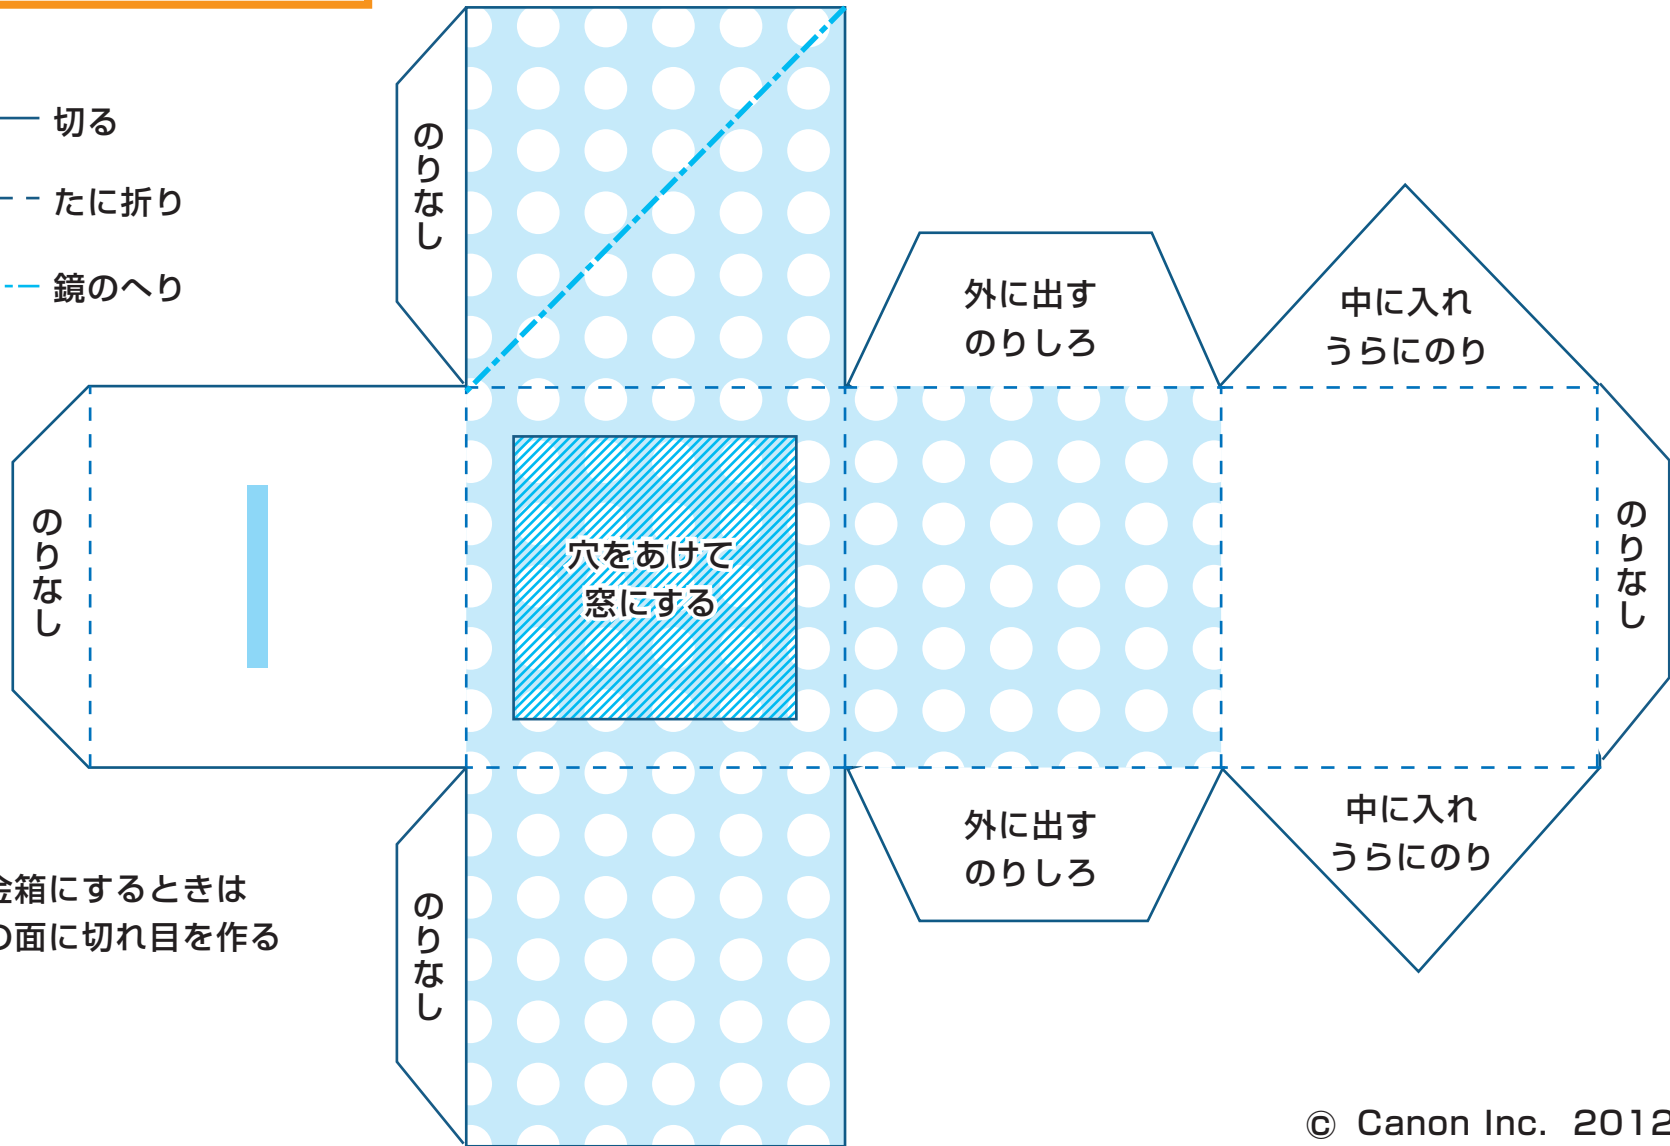 切る
たに折り
鏡のへり
のりなし
外に出す
のりしろ
中に入れ
うらにのり
のりなし
穴をあけて
窓にする
のりなし
外に出す
のりしろ
中に入れ
うらにのり
金箱にするときは
の面に切れ目を作る
のりなし
© Canon Inc. 2012